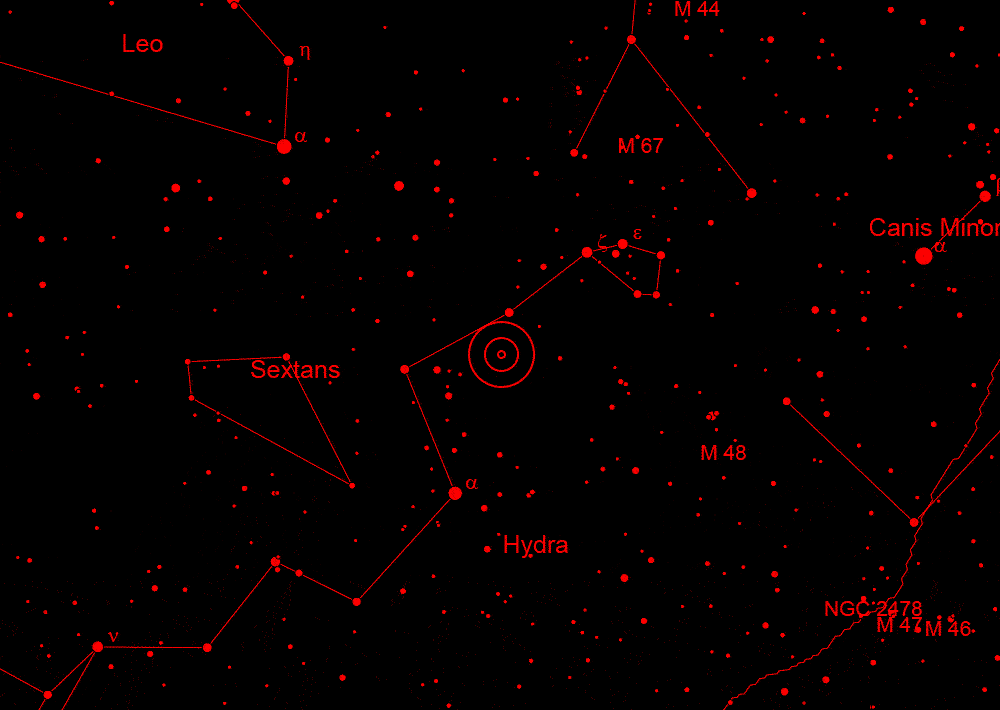 M 44
Leo
η
α
M 67
Canis Minor
ε
ζ
α
Sextans
M 48
α
Hydra
NGC 2478
M 47
M 46
ν